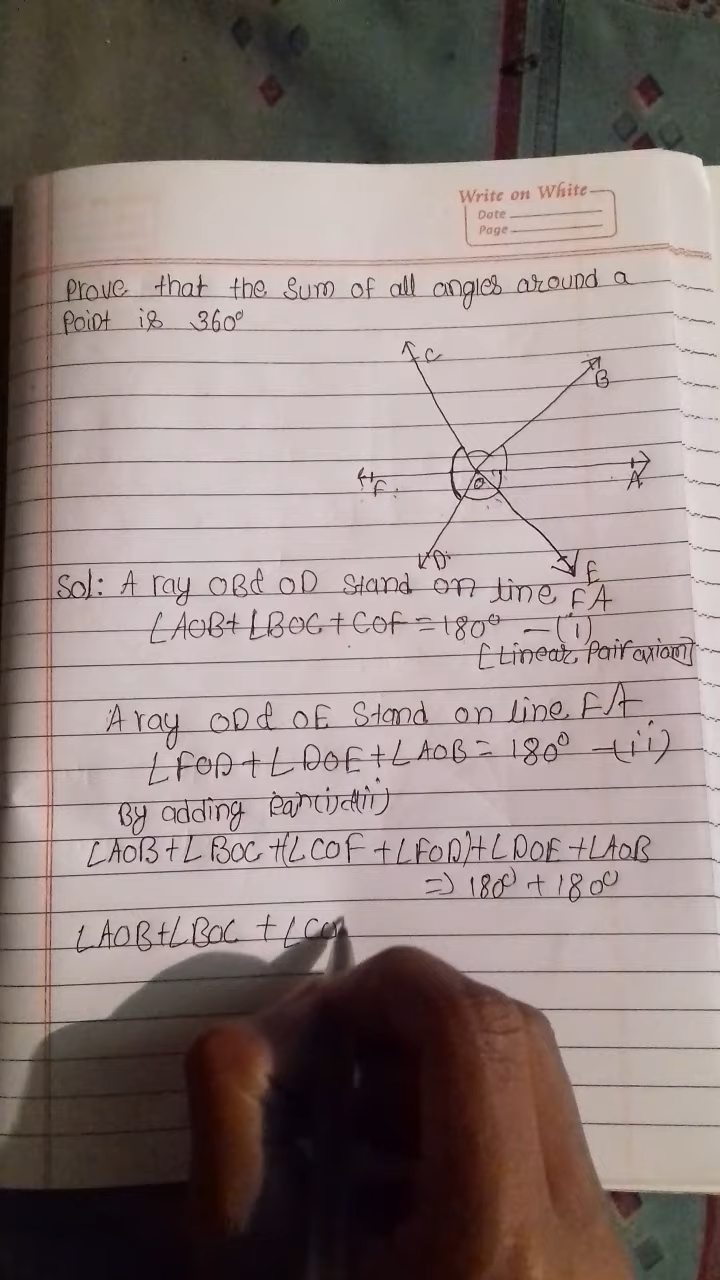 Write on White
Date
Page
Prove that the sum of all angles around a
Point is 360°
C
B
F
O
A
D
E
Sol: A ray OB & OD Stand on line FA
∠AOB+∠BOC+COF=180° -(i)
[Linear Pair axiom]
A ray OD & OE Stand on line FA
∠FOD+∠DOE+∠AOB=180° -(ii)
By adding
∠AOB+∠BOC+(∠COF+∠FOD)+∠DOE+∠AOB
=> 180°+180°
∠AOB+∠BOC+∠CO